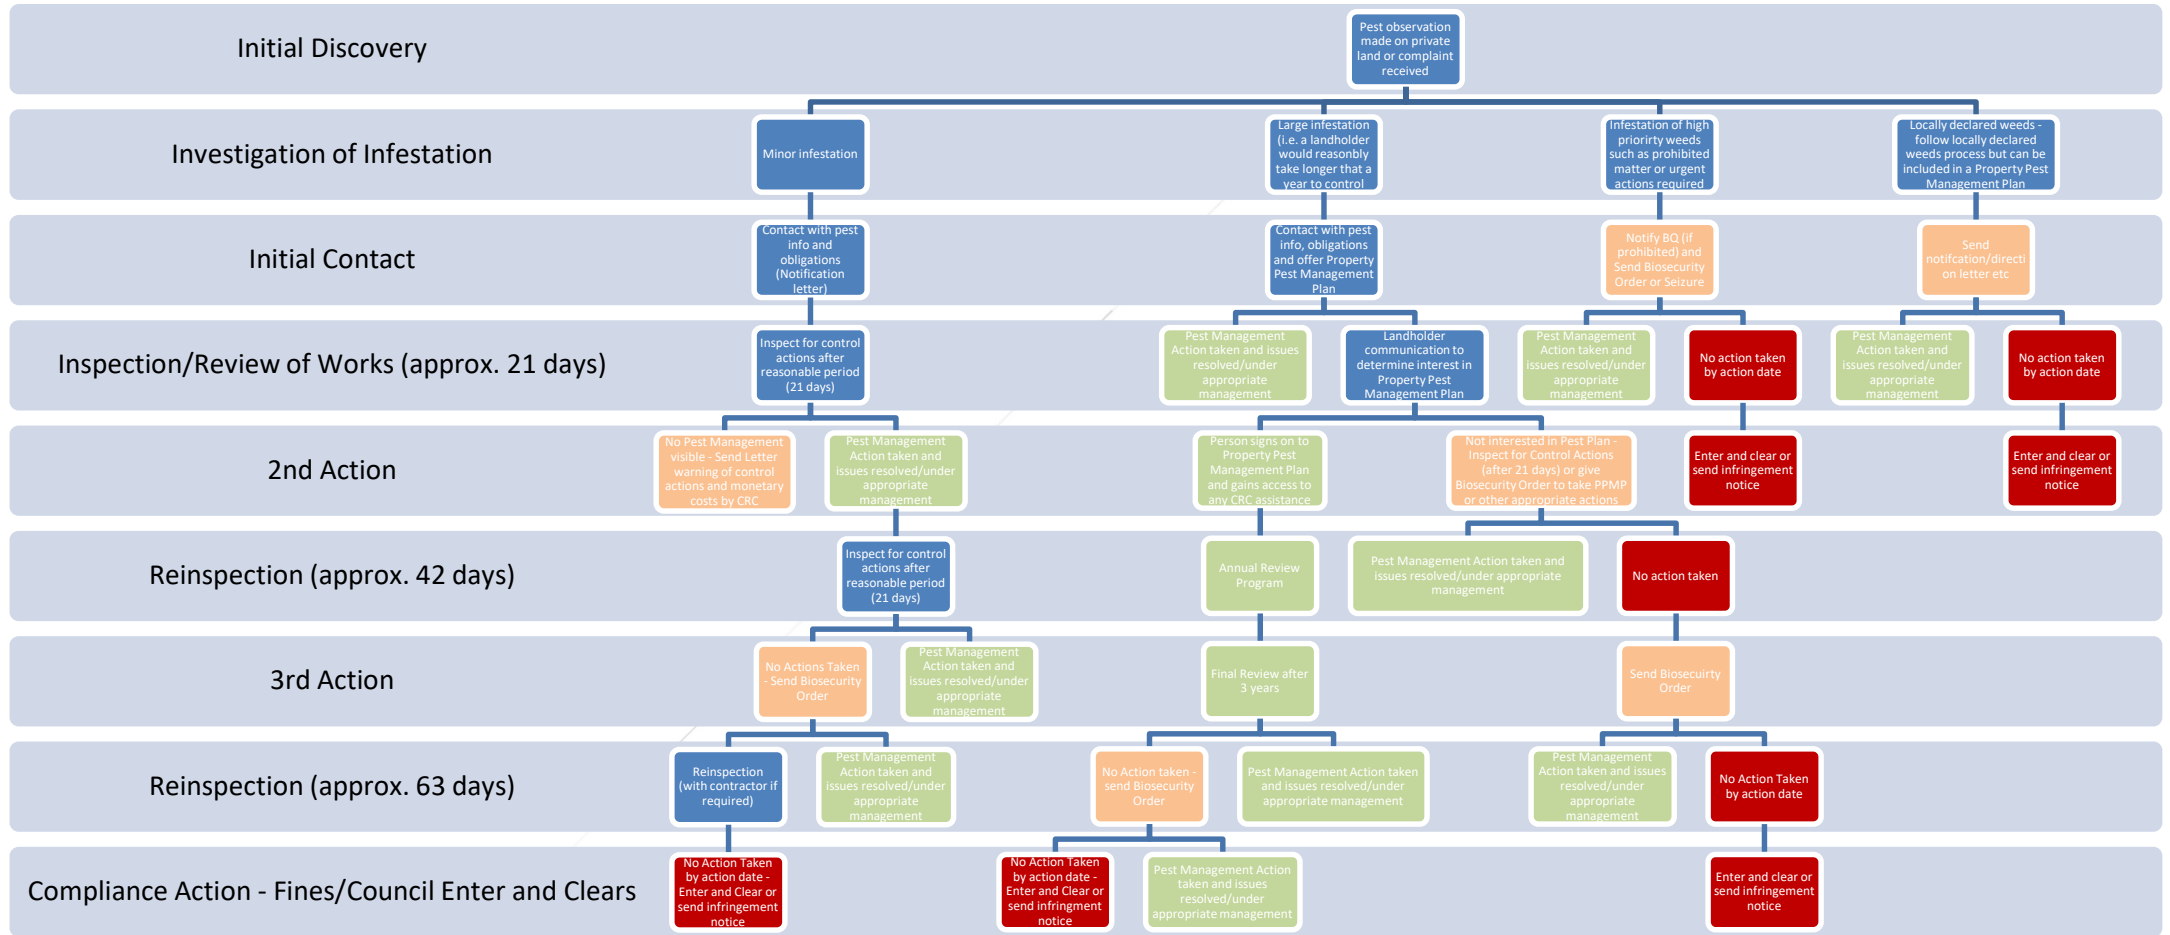 Initial Discovery
Pest observation
made on private
land or complaint
received
Investigation of Infestation
Minor infestation
Large infestation
(i.e. a landholder
would reasonbly
take longer that a
year to control
Infestation of high
priorirty weeds
such as prohibited
matter or urgent
actions required
Locally declared weeds -
follow locally declared
weeds process but can be
included in a Property Pest
Management Plan
Initial Contact
Contact with pest
info and
obligations
(Notification
letter)
Contact with pest
info, obligations
and offer Property
Pest Management
Plan
Notify BQ (if
prohibited) and
Send Biosecurity
Order or Seizure
Send
notifcation/directi
on letter etc
Inspection/Review of Works (approx. 21 days)
Inspect for control
actions after
reasonable period
(21 days)
Pest Management
Action taken and issues
resolved/under
appropriate
management
Landholder
communication to
determine interest in
Property Pest
Management Plan
Pest Management
Action taken and
issues resolved/under
appropriate
management
No action taken
by action date
Pest Management
Action taken and
issues resolved/under
appropriate
management
No action taken
by action date
2nd Action
No Pest Management
visible - Send Letter
warning of control
actions and monetary
costs by CRC
Pest Management
Action taken and
issues resolved/under
appropriate
management
Person signs on to
Property Pest
Management Plan
and gains access to
any CRC assistance
Not interested in Pest Plan -
Inspect for Control Actions
(after 21 days) or give
Biosecurity Order to take PPMP
or other appropriate actions
Enter and clear or
send infringement
notice
Enter and clear or
send infringement
notice
Reinspection (approx. 42 days)
Inspect for control
actions after
reasonable period
(21 days)
Annual Review
Program
Pest Management Action taken and
issues resolved/under appropriate
management
No action taken
3rd Action
No Actions Taken
- Send Biosecurity
Order
Pest Management
Action taken and
issues resolved/under
appropriate
management
Final Review after
3 years
Send Biosecuirty
Order
Reinspection (approx. 63 days)
Reinspection
(with contractor if
required)
Pest Management
Action taken and
issues resolved/under
appropriate
management
No Action taken -
send Biosecurity
Order
Pest Management Action taken
and issues resolved/under
appropriate management
Pest Management
Action taken and issues
resolved/under
appropriate
management
No Action Taken
by action date
Compliance Action - Fines/Council Enter and Clears
No Action Taken
by action date -
Enter and Clear or
send infringement
notice
No Action Taken
by action date -
Enter and Clear or
send infringment
notice
Pest Management Action
taken and issues
resolved/under
appropriate management
Enter and clear or
send infringement
notice